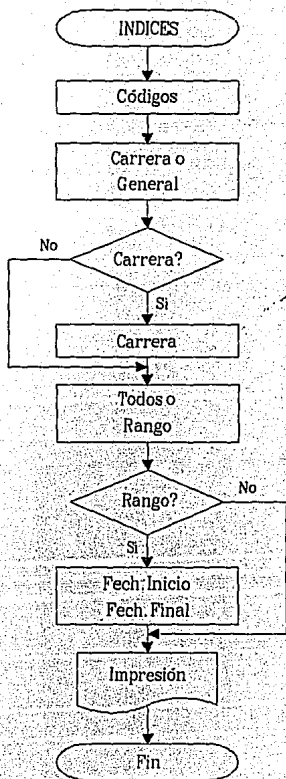 INDICES
Códigos
Carrera o
General
No
Carrera?
Si
Carrera
Todos o
Rango
Rango?
No
Si
Fech. Inicio
Fech. Final
Impresión
Fin